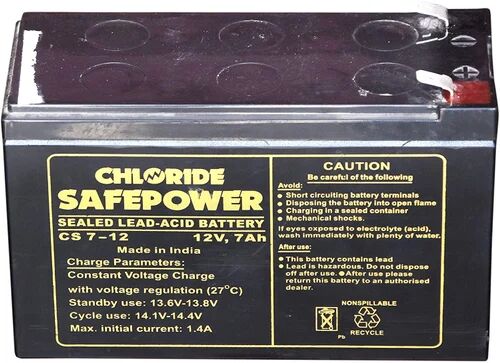 CHLORIDE
SAFEPOWER
SEALED LEAD-ACID BATTERY
CS 7-12 12V, 7Ah
Made in India
Charge Parameters:
Constant Voltage Charge
with voltage regulation (27°C)
Standby use: 13.6V-13.8V
Cycle use: 14.1V-14.4V
Max. initial current: 1.4A
CAUTION
Be careful of the following
Avoid:
• Short circuiting battery terminals
• Disposing the battery into open flame
• Charging in a sealed container
• Mechanical shocks.
If eyes exposed to electrolyte (acid),
wash immediately with plenty of water.
After use:
• This battery contains lead
• Lead is hazardous. Do not dispose
off after use. • After use please
return this battery to an authorised
dealer.
NONSPILLABLE
Pb
RECYCLE